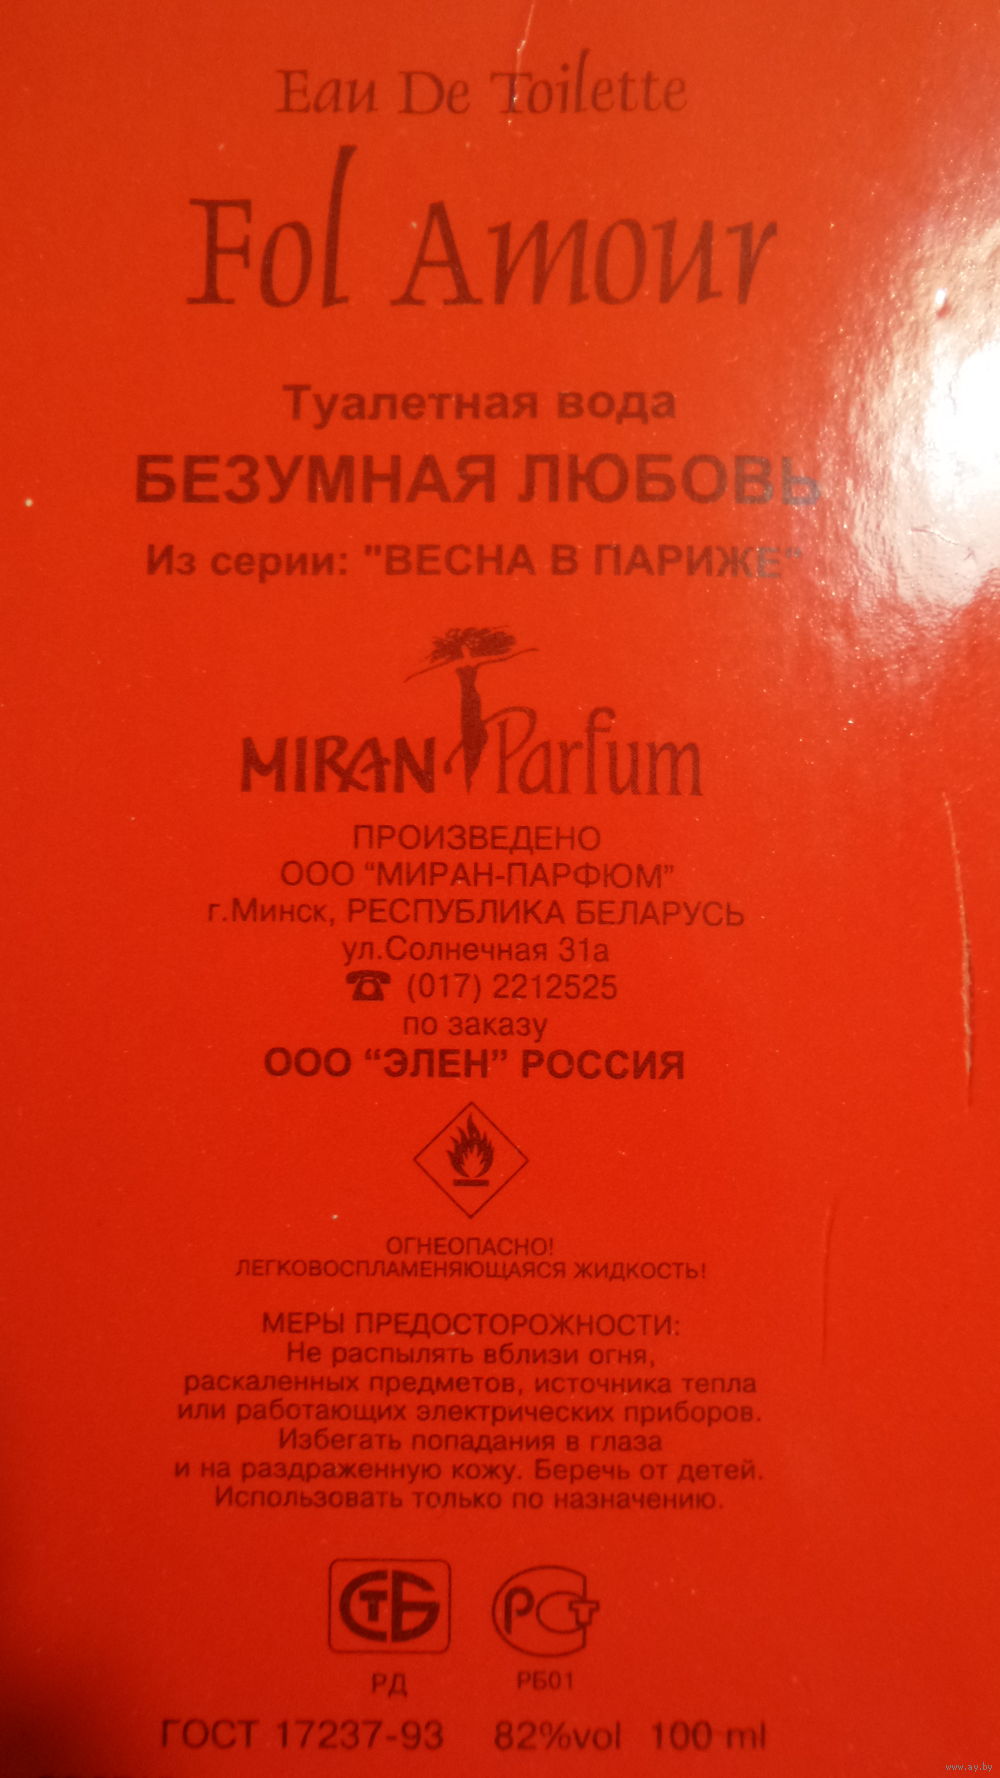 Eau De Toilette
Fol Amour
Туалетная вода
БЕЗУМНАЯ ЛЮБОВЬ
Из серии: "ВЕСНА В ПАРИЖЕ"
MIRAN Parfum
ПРОИЗВЕДЕНО
ООО “МИРАН-ПАРФЮМ”
г.Минск, РЕСПУБЛИКА БЕЛАРУСЬ
ул.Солнечная 31а
☎ (017) 2212525
по заказу
ООО “ЭЛЕН” РОССИЯ
ОГНЕОПАСНО!
ЛЕГКОВОСПЛАМЕНЯЮЩАЯСЯ ЖИДКОСТЬ!
МЕРЫ ПРЕДОСТОРОЖНОСТИ:
Не распылять вблизи огня,
раскаленных предметов, источника тепла
или работающих электрических приборов.
Избегать попадания в глаза
и на раздраженную кожу. Беречь от детей.
Использовать только по назначению.
СТБ РСТ
РД РБ01
ГОСТ 17237-93 82%vol 100 ml
www.ay.by